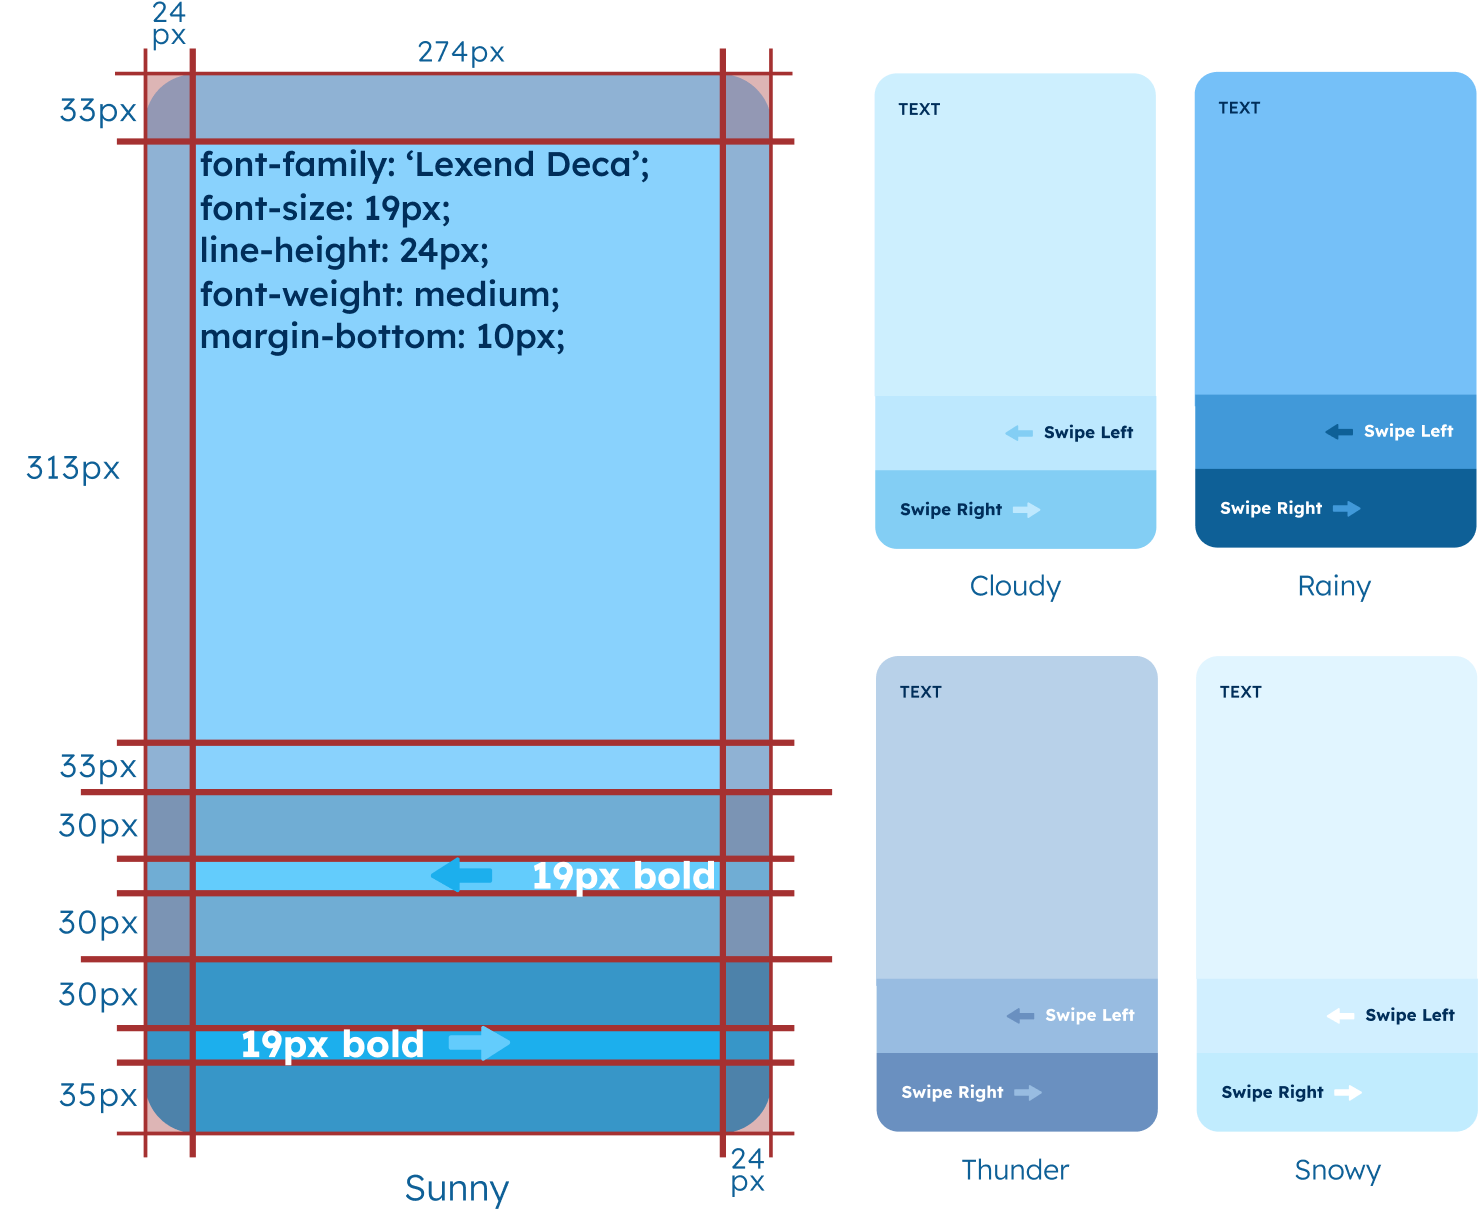 24
px
274px
33px
font-family: ‘Lexend Deca’;
font-size: 19px;
line-height: 24px;
font-weight: medium;
margin-bottom: 10px;
313px
33px
30px
19px bold
30px
30px
19px bold
35px
24
px
Sunny
TEXT
Swipe Left
Swipe Right
Cloudy
TEXT
Swipe Left
Swipe Right
Rainy
TEXT
Swipe Left
Swipe Right
Thunder
TEXT
Swipe Left
Swipe Right
Snowy